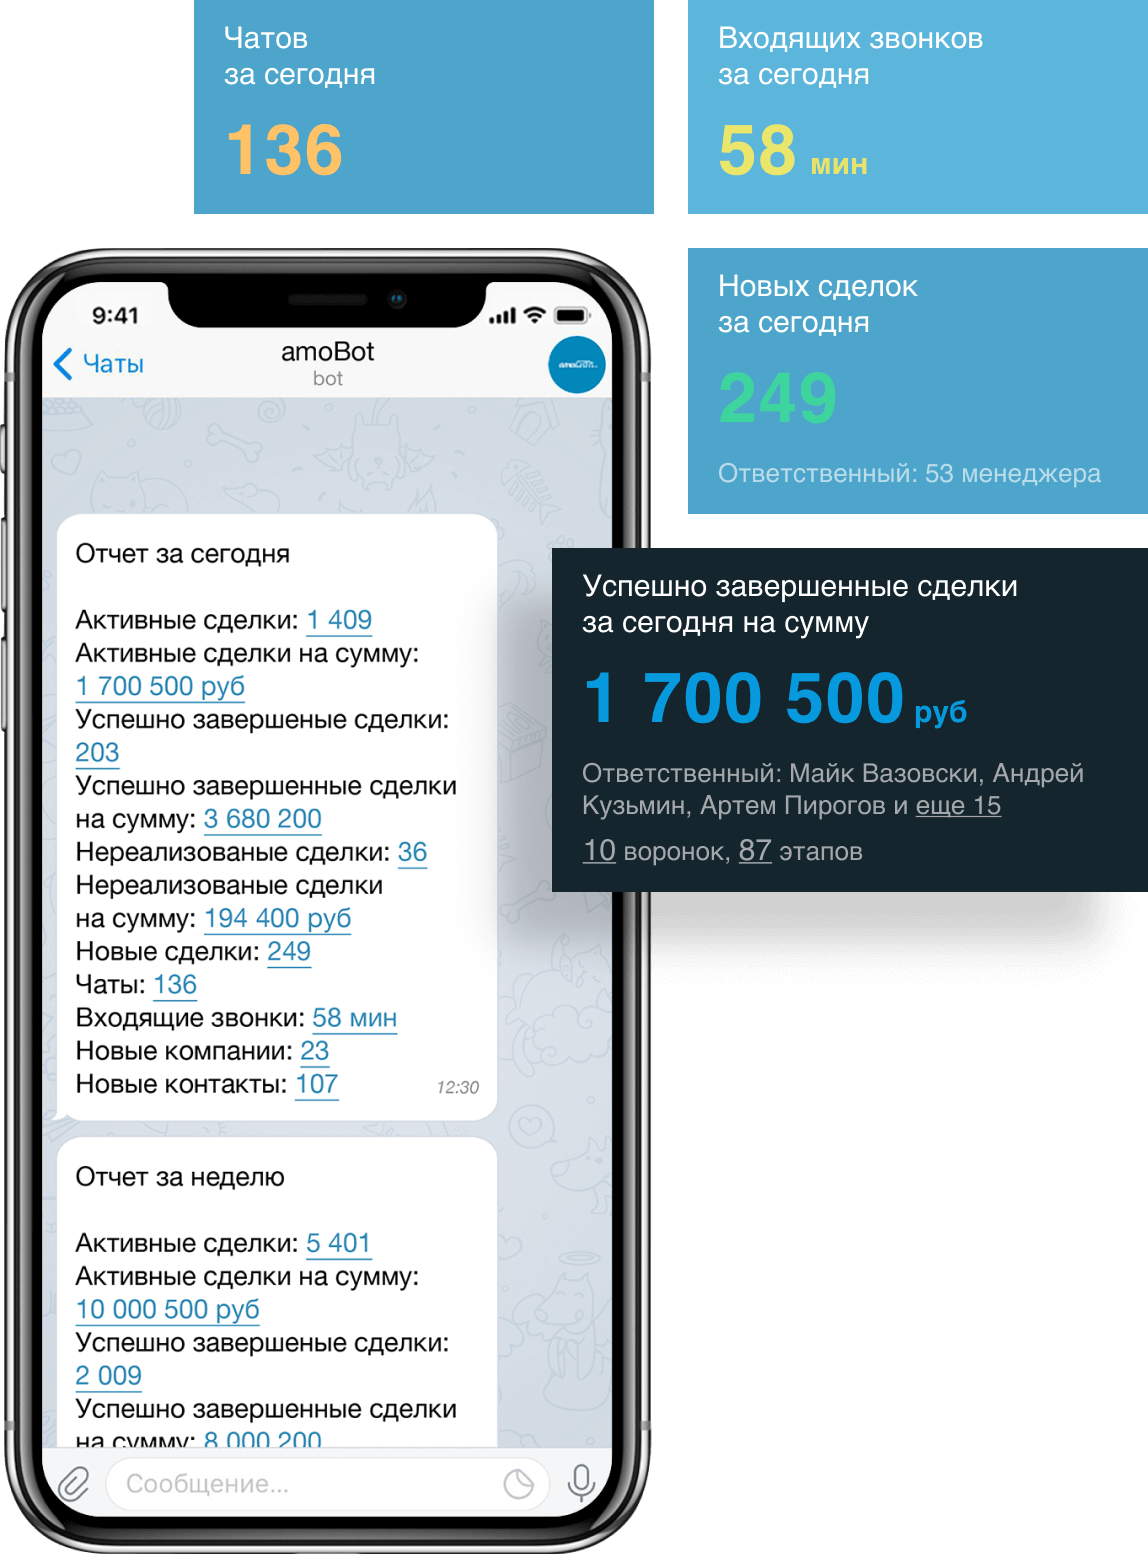 Чатов
за сегодня
136
Входящих звонков
за сегодня
58 мин
Новых сделок
за сегодня
249
Ответственный: 53 менеджера
Успешно завершенные сделки
за сегодня на сумму
1 700 500 руб
Ответственный: Майк Вазовски, Андрей
Кузьмин, Артем Пирогов и еще 15
10 воронок, 87 этапов
9:41
Чаты
amoBot
bot
Отчет за сегодня
Активные сделки: 1 409
Активные сделки на сумму:
1 700 500 руб
Успешно завершеные сделки:
203
Успешно завершенные сделки
на сумму: 3 680 200
Нереализованые сделки: 36
Нереализованые сделки
на сумму: 194 400 руб
Новые сделки: 249
Чаты: 136
Входящие звонки: 58 мин
Новые компании: 23
Новые контакты: 107
12:30
Отчет за неделю
Активные сделки: 5 401
Активные сделки на сумму:
10 000 500 руб
Успешно завершеные сделки:
2 009
Успешно завершенные сделки
на сумму: 8 000 200
Сообщение...